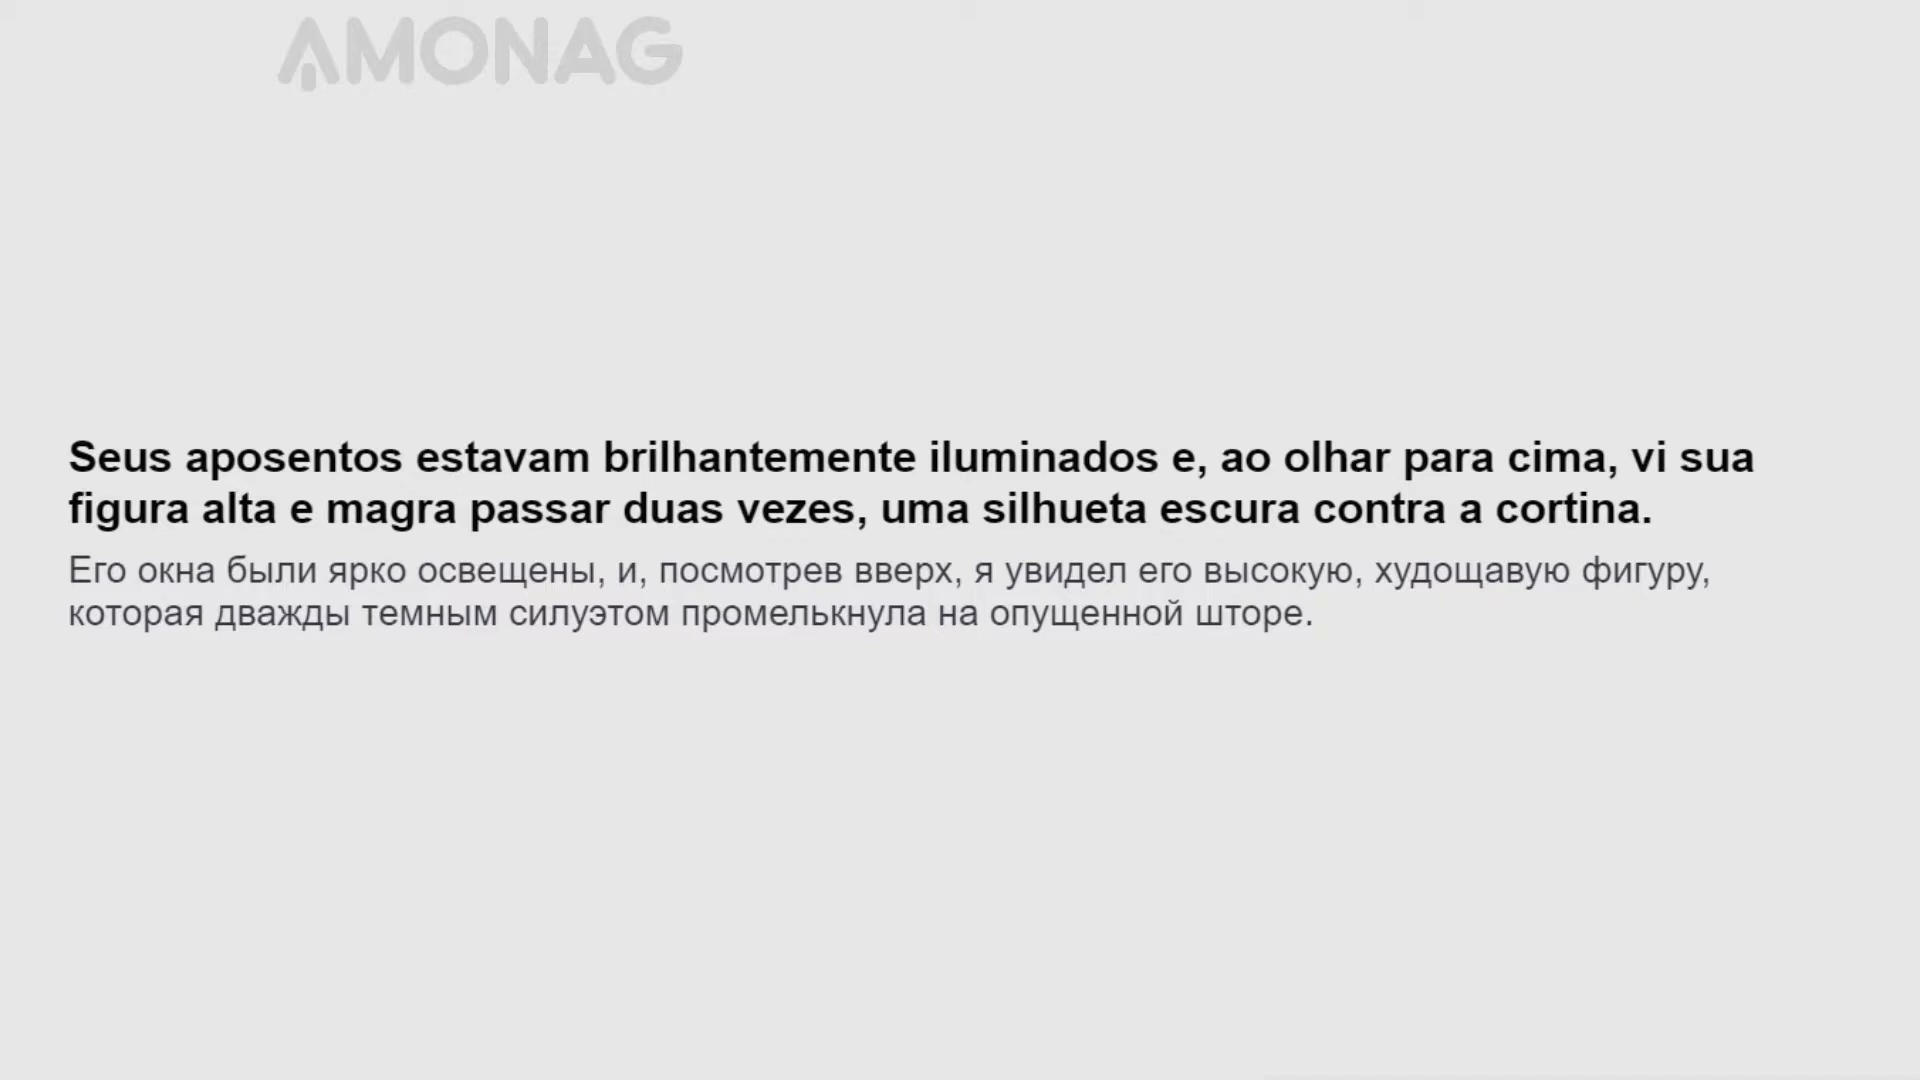 AMONAG
Seus aposentos estavam brilhantemente iluminados e, ao olhar para cima, vi sua
figura alta e magra passar duas vezes, uma silhueta escura contra a cortina.
Его окна были ярко освещены, и, посмотрев вверх, я увидел его высокую, худощавую фигуру,
которая дважды темным силуэтом промелькнула на опущенной шторе.